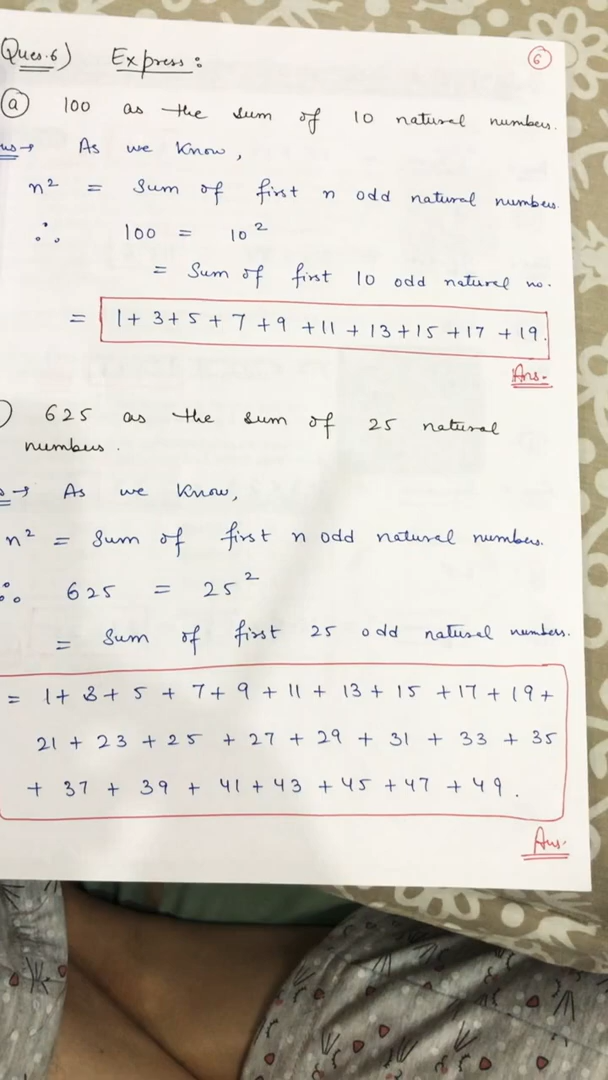 Ques.6) Express: 6
(a) 100 as the sum of 10 natural numbers.
→ As we know,
n² = Sum of first n odd natural numbers.
∴ 100 = 10²
= Sum of first 10 odd natural no.
= 1+ 3+ 5 + 7 + 9 + 11 + 13 + 15 + 17 + 19.
Ans.
) 625 as the sum of 25 natural
numbers.
→ As we know,
n² = Sum of first n odd natural numbers.
∴ 625 = 25²
= Sum of first 25 odd natural numbers.
= 1+ 3+ 5 + 7+ 9 + 11 + 13 + 15 + 17 + 19 +
21 + 23 + 25 + 27 + 29 + 31 + 33 + 35
+ 37 + 39 + 41 + 43 + 45 + 47 + 49.
Ans.